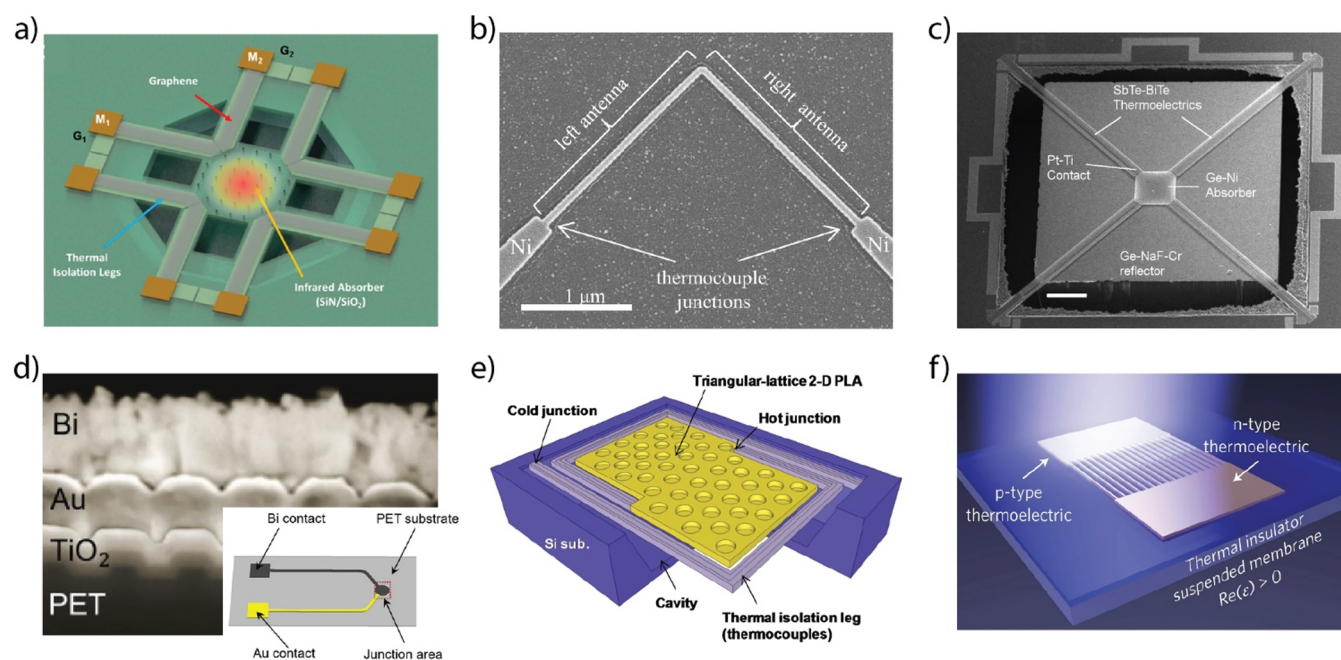 a)
M₂
G₂
Graphene
M₁
G₁
Thermal
Isolation Legs
Infrared Absorber
(SiN/SiO₂)
b)
left antenna
right antenna
Ni
Ni
thermocouple
junctions
1 μm
c)
SbTe-BiTe
Thermoelectrics
Pt-Ti
Contact
Ge-Ni
Absorber
Ge-NaF-Cr
reflector
d)
Bi
Au
TiO₂
PET
Bi contact
PET substrate
Au contact
Junction area
e)
Triangular-lattice 2-D PLA
Cold junction
Hot junction
Si sub.
Cavity
Thermal isolation leg
(thermocouples)
f)
n-type
thermoelectric
p-type
thermoelectric
Thermal insulator
suspended membrane
Re(ε) > 0